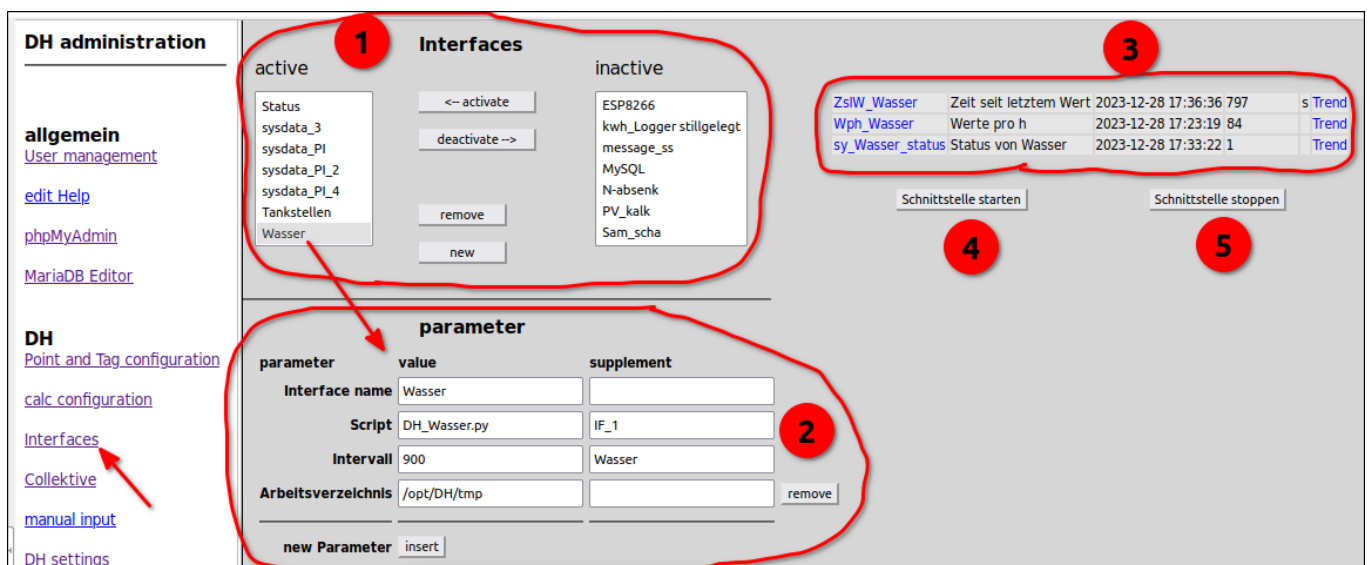 DH administration
allgemein
User management
edit Help
phpMyAdmin
MariaDB Editor
DH
Point and Tag configuration
calc configuration
Interfaces
Collektive
manual input
DH settings
1
Interfaces
active
inactive
Status
sysdata_3
sysdata_PI
sysdata_PI_2
sysdata_PI_4
Tankstellen
Wasser
<-- activate
deactivate -->
remove
new
ESP8266
kwh_Logger stillgelegt
message_ss
MySQL
N-absenk
PV_kalk
Sam_scha
parameter
parameter value supplement
Interface name Wasser
Script DH_Wasser.py IF_1
Intervall 900 Wasser
Arbeitsverzeichnis /opt/DH/tmp remove
new Parameter insert
2
3
ZslW_Wasser Zeit seit letztem Wert 2023-12-28 17:36:36 797 s Trend
Wph_Wasser Werte pro h 2023-12-28 17:23:19 84 Trend
sy_Wasser_status Status von Wasser 2023-12-28 17:33:22 1 Trend
Schnittstelle starten Schnittstelle stoppen
4 5